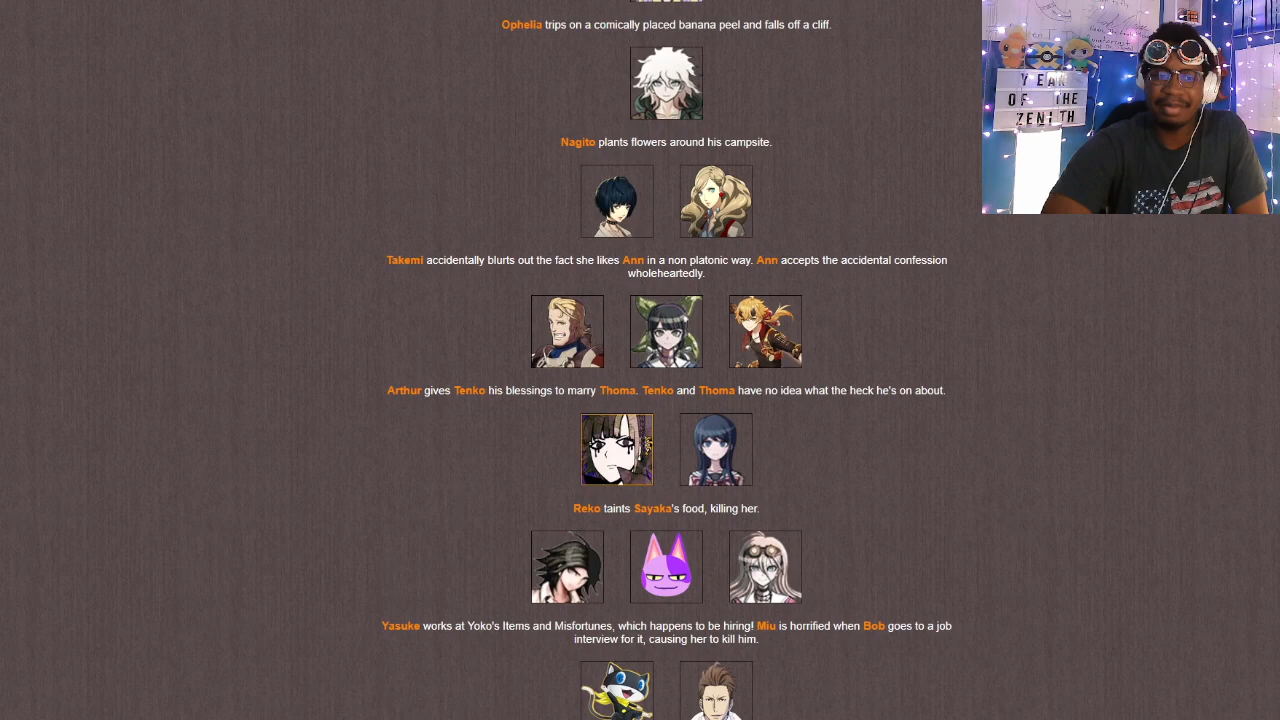 Ophelia trips on a comically placed banana peel and falls off a cliff.
YEAR
OF THE
ZENITH
Nagito plants flowers around his campsite.
Takemi accidentally blurts out the fact she likes Ann in a non platonic way. Ann accepts the accidental confession
wholeheartedly.
Arthur gives Tenko his blessings to marry Thoma. Tenko and Thoma have no idea what the heck he's on about.
Reko taints Sayaka's food, killing her.
Yasuke works at Yoko's Items and Misfortunes, which happens to be hiring! Miu is horrified when Bob goes to a job
interview for it, causing her to kill him.